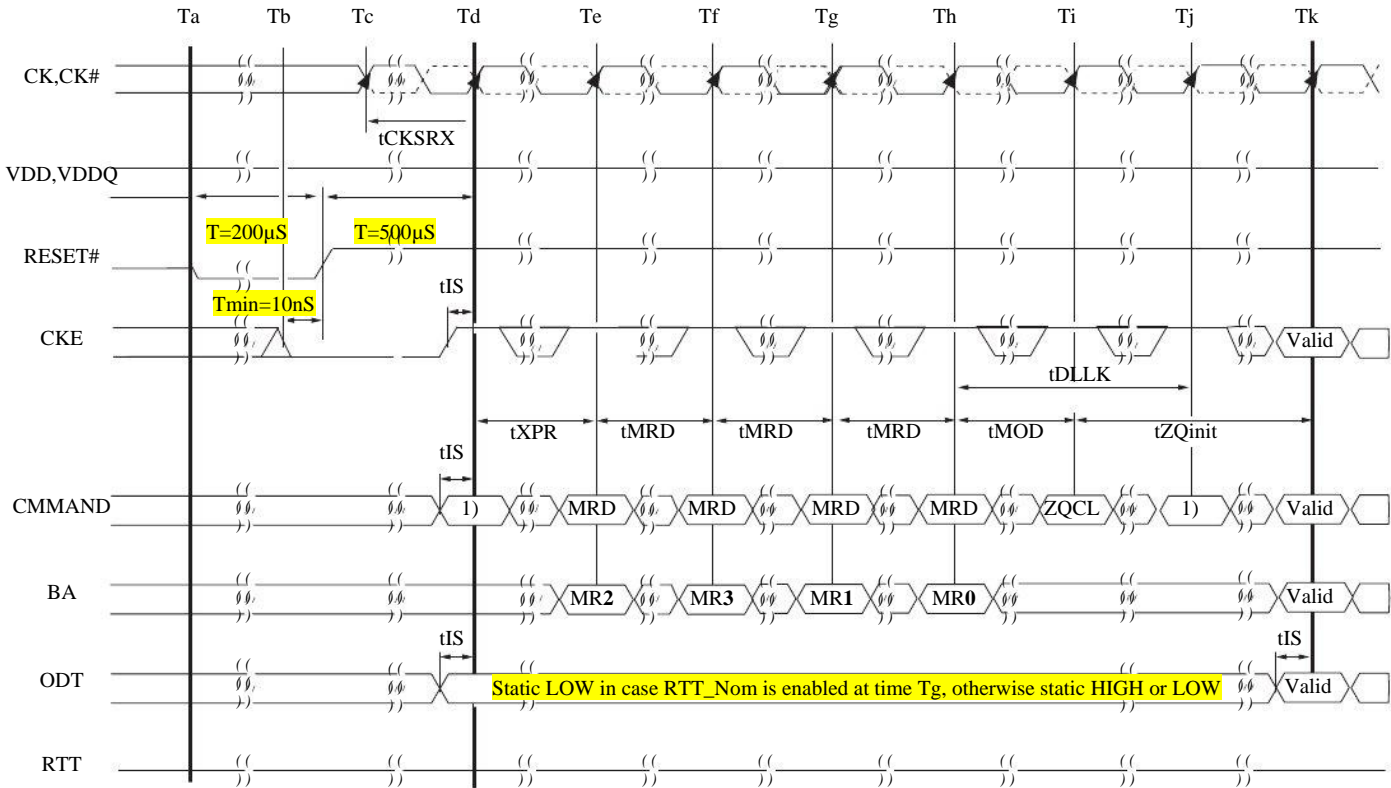 Ta Tb Tc Td Te Tf Tg Th Ti Tj Tk
CK,CK#
tCKSRX
VDD,VDDQ
T=200μS T=500μS
RESET#
Tmin=10nS tIS
CKE Valid
tDLLK
tXPR tMRD tMRD tMRD tMOD tZQinit
tIS
CMMAND 1) MRD MRD MRD MRD ZQCL 1) Valid
BA MR2 MR3 MR1 MR0 Valid
tIS tIS
ODT Static LOW in case RTT_Nom is enabled at time Tg, otherwise static HIGH or LOW Valid
RTT